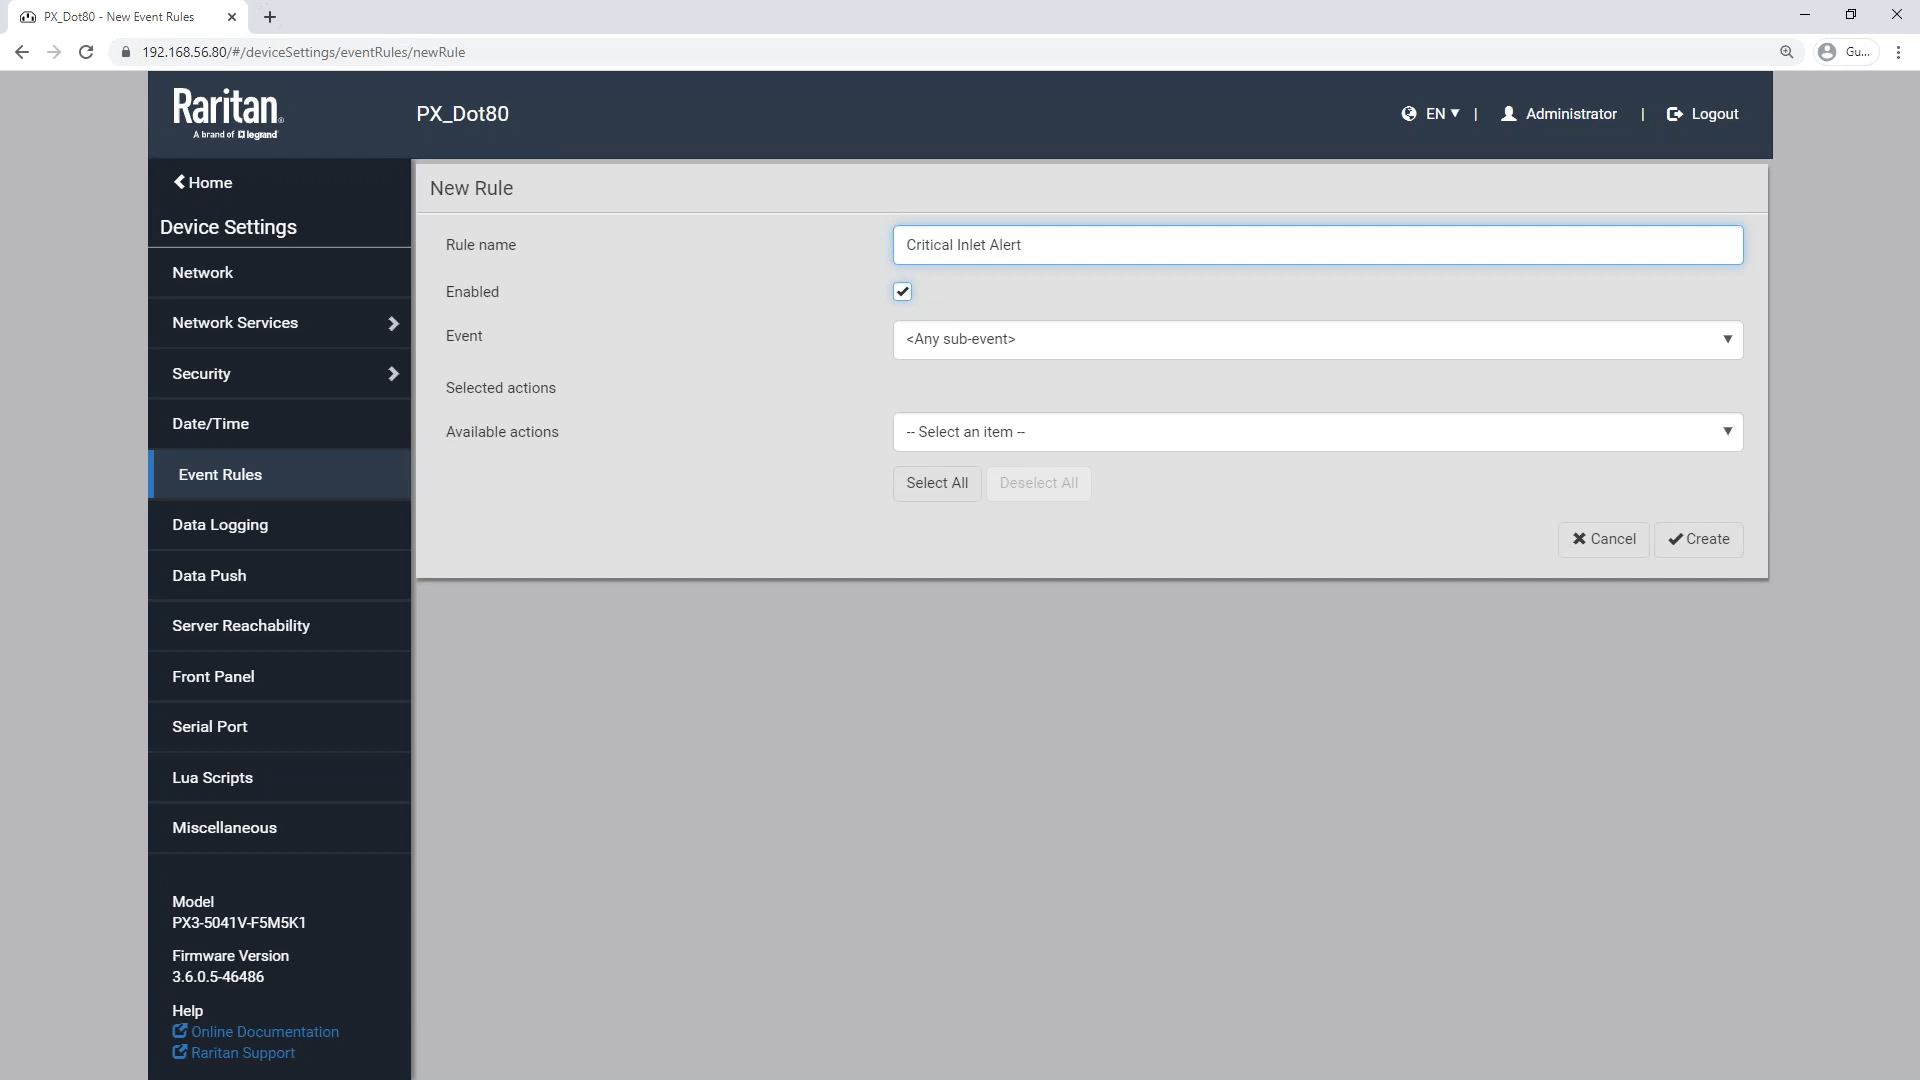 PX_Dot80 - New Event Rules
192.168.56.80/#/deviceSettings/eventRules/newRule
Gu...
Raritan.
A brand of legrand
PX_Dot80
EN
|
Administrator
|
Logout
Home
Device Settings
Network
Network Services
Security
Date/Time
Event Rules
Data Logging
Data Push
Server Reachability
Front Panel
Serial Port
Lua Scripts
Miscellaneous
Model
PX3-5041V-F5M5K1
Firmware Version
3.6.0.5-46486
Help
Online Documentation
Raritan Support
New Rule
Rule name
Critical Inlet Alert
Enabled
Event
<Any sub-event>
Selected actions
Available actions
-- Select an item --
Select All
Deselect All
Cancel
Create